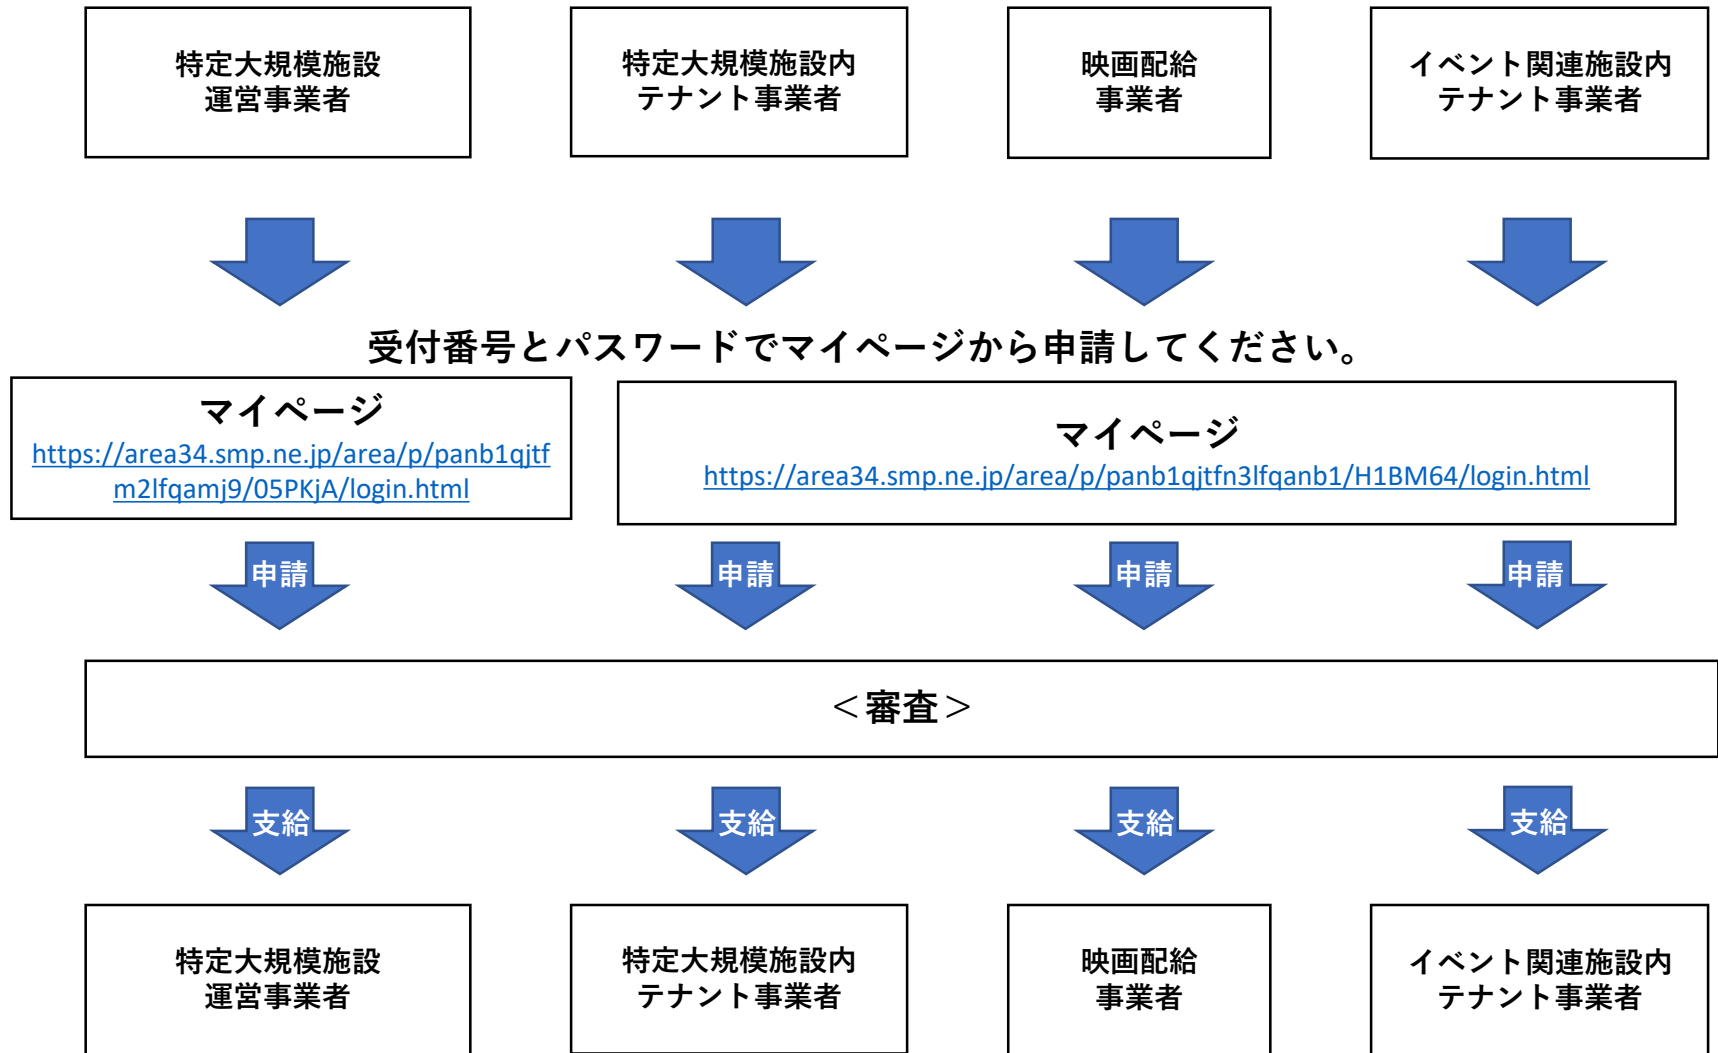 特定大規模施設
運営事業者
特定大規模施設内
テナント事業者
映画配給
事業者
イベント関連施設内
テナント事業者
受付番号とパスワードでマイページから申請してください。
マイページ
https://area34.smp.ne.jp/area/p/panb1qjtf
m2lfqamj9/05PKjA/login.html
マイページ
https://area34.smp.ne.jp/area/p/panb1qjtfn3lfqanb1/H1BM64/login.html
申請
申請
申請
申請
＜審査＞
支給
支給
支給
支給
特定大規模施設
運営事業者
特定大規模施設内
テナント事業者
映画配給
事業者
イベント関連施設内
テナント事業者